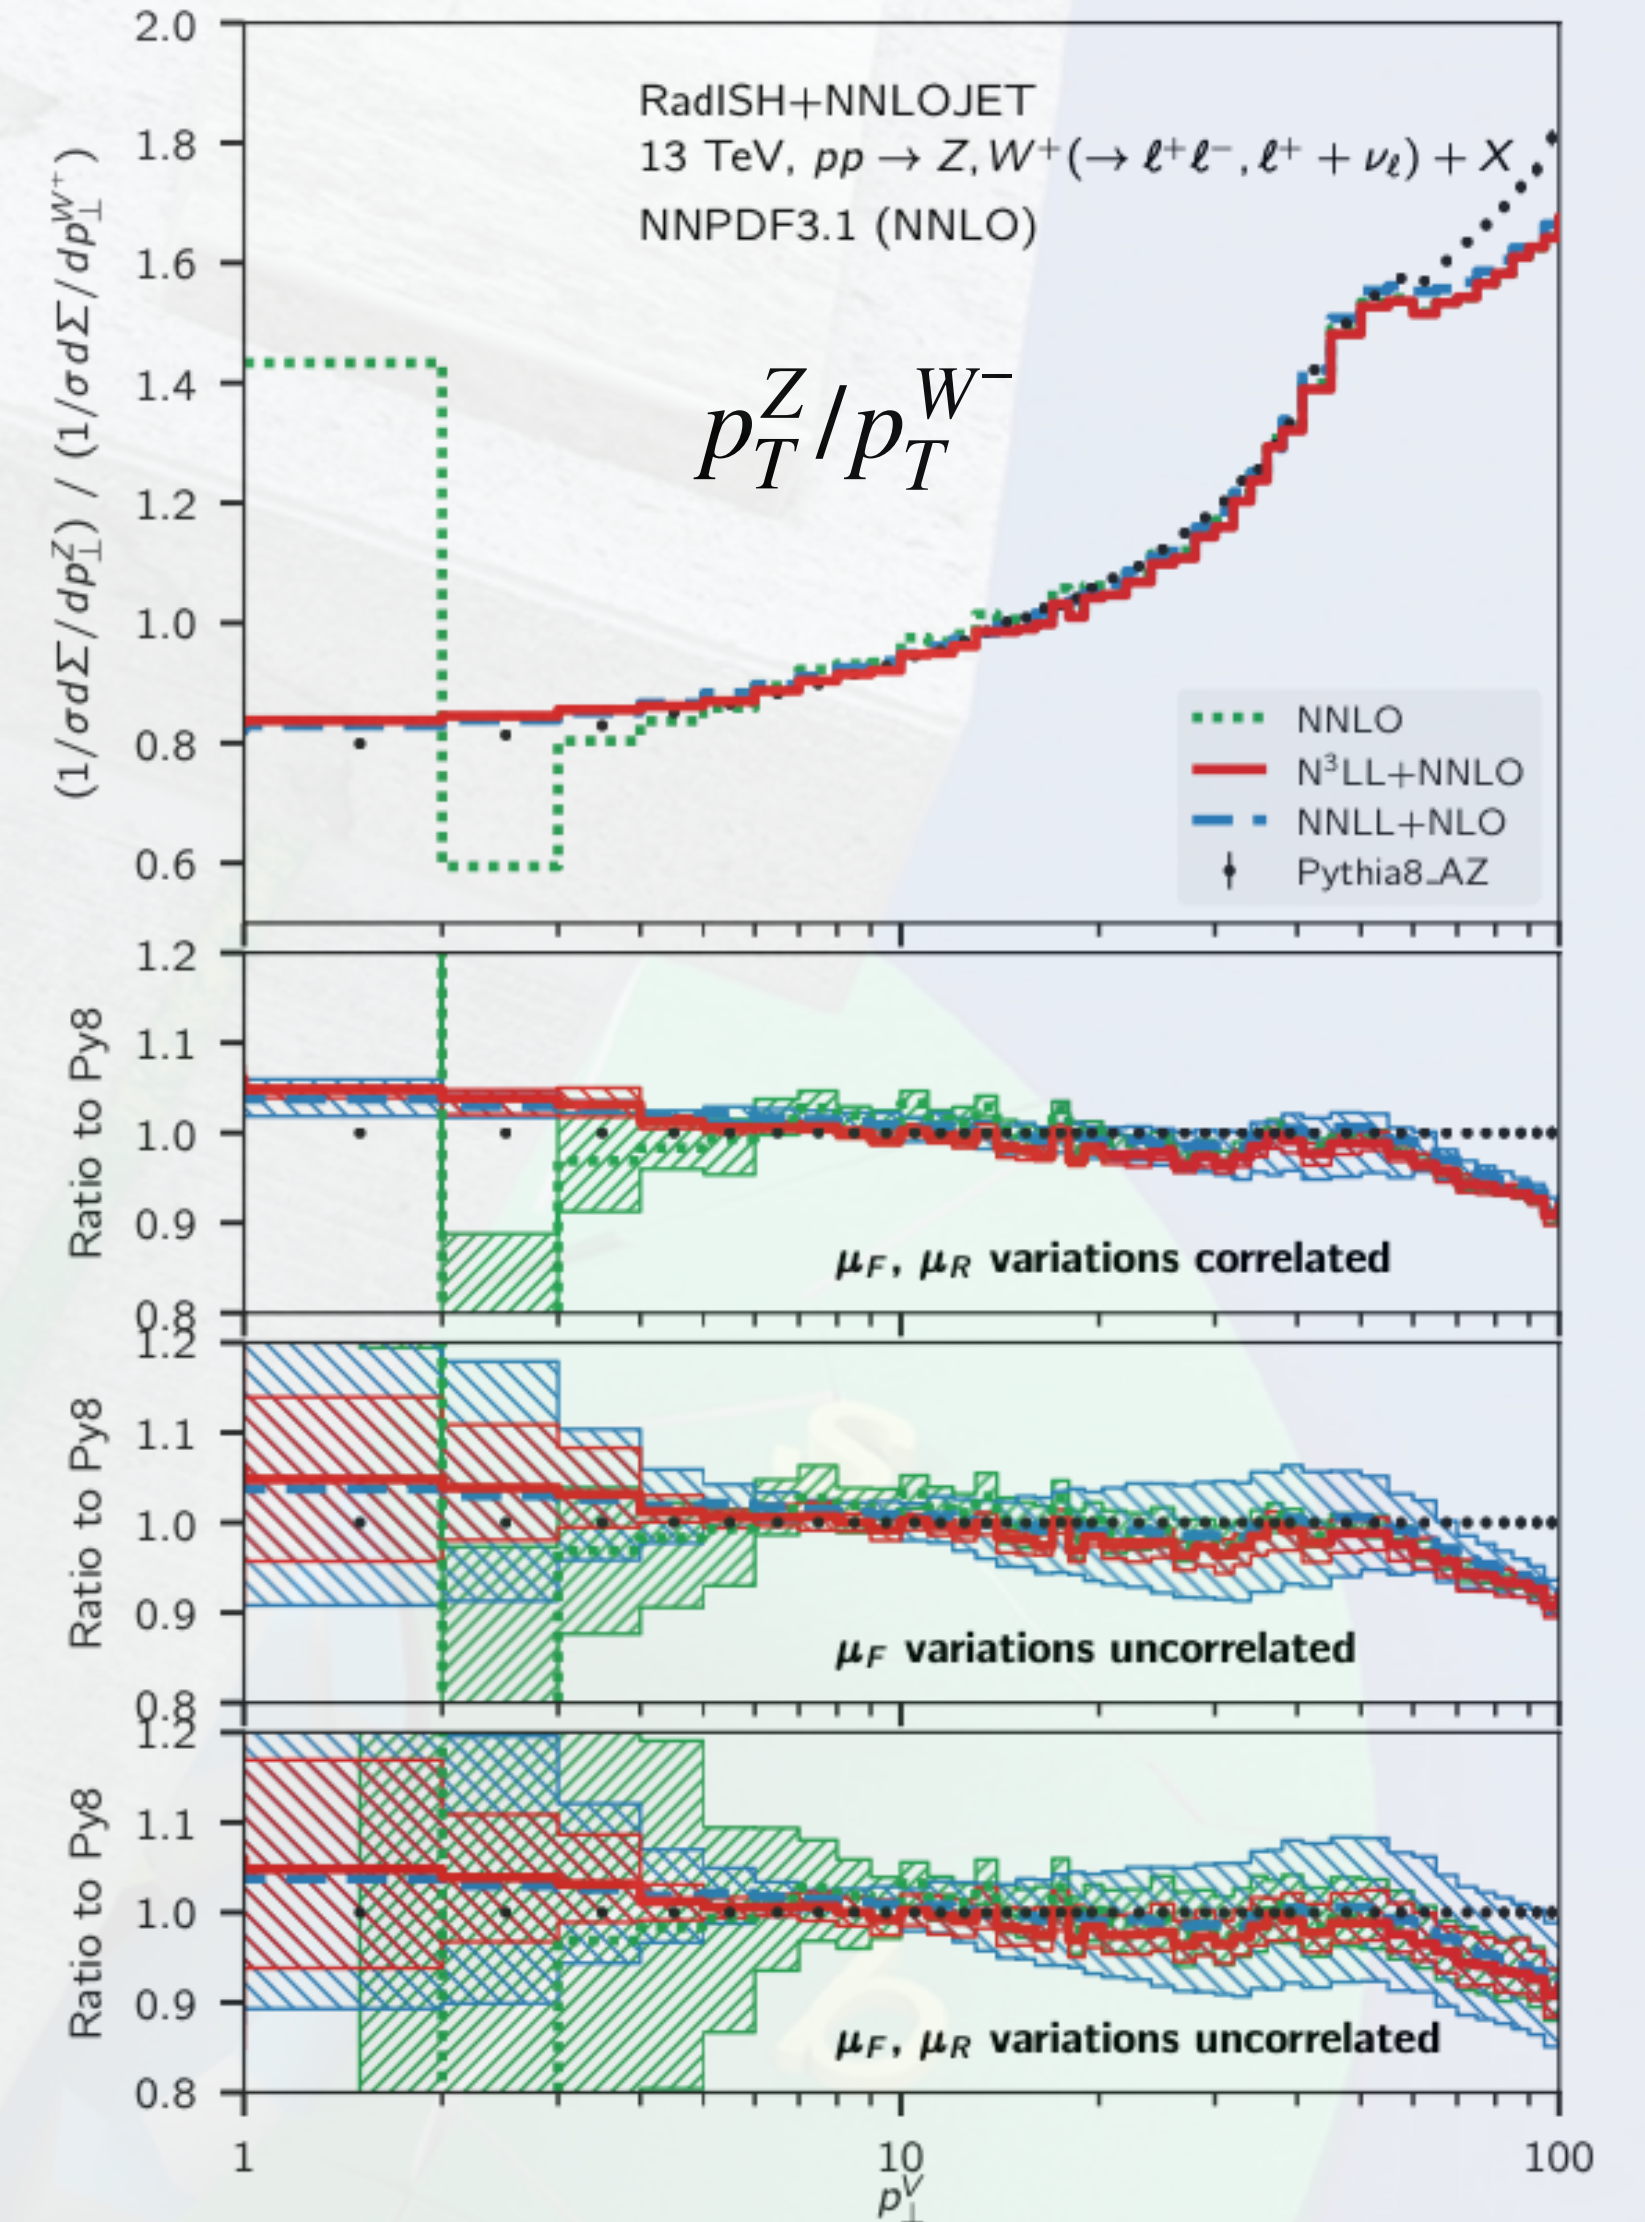 2.0
1.8
1.6
1.4
1.2
1.0
0.8
0.6
(1/σdΣ/dp⊥^Z) / (1/σdΣ/dp⊥^W⁺)
RadISH+NNLOJET
13 TeV, pp → Z,W⁺(→ ℓ⁺ℓ⁻,ℓ⁺ + νℓ) + X
NNPDF3.1 (NNLO)
p_T^Z/p_T^W⁻
NNLO
N³LL+NNLO
NNLL+NLO
Pythia8_AZ
1.2
1.1
1.0
0.9
0.8
Ratio to Py8
μF, μR variations correlated
1.2
1.1
1.0
0.9
0.8
Ratio to Py8
μF variations uncorrelated
1.2
1.1
1.0
0.9
0.8
Ratio to Py8
μF, μR variations uncorrelated
1
10
100
p⊥^V